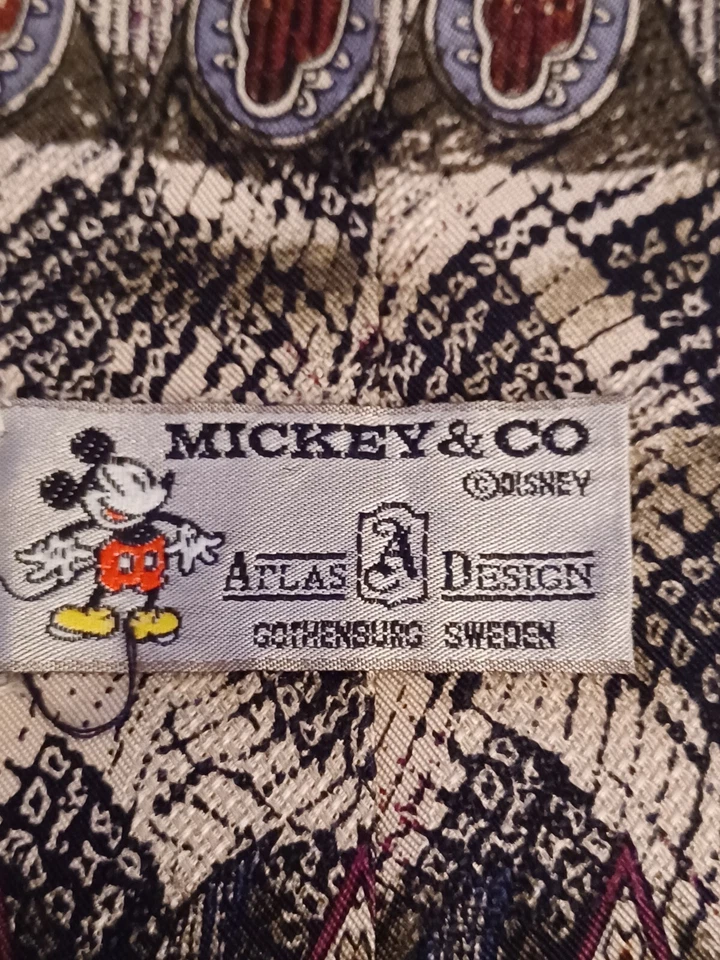 MICKEY & CO
©DISNEY
ATLAS A DESIGN
GOTHENBURG SWEDEN